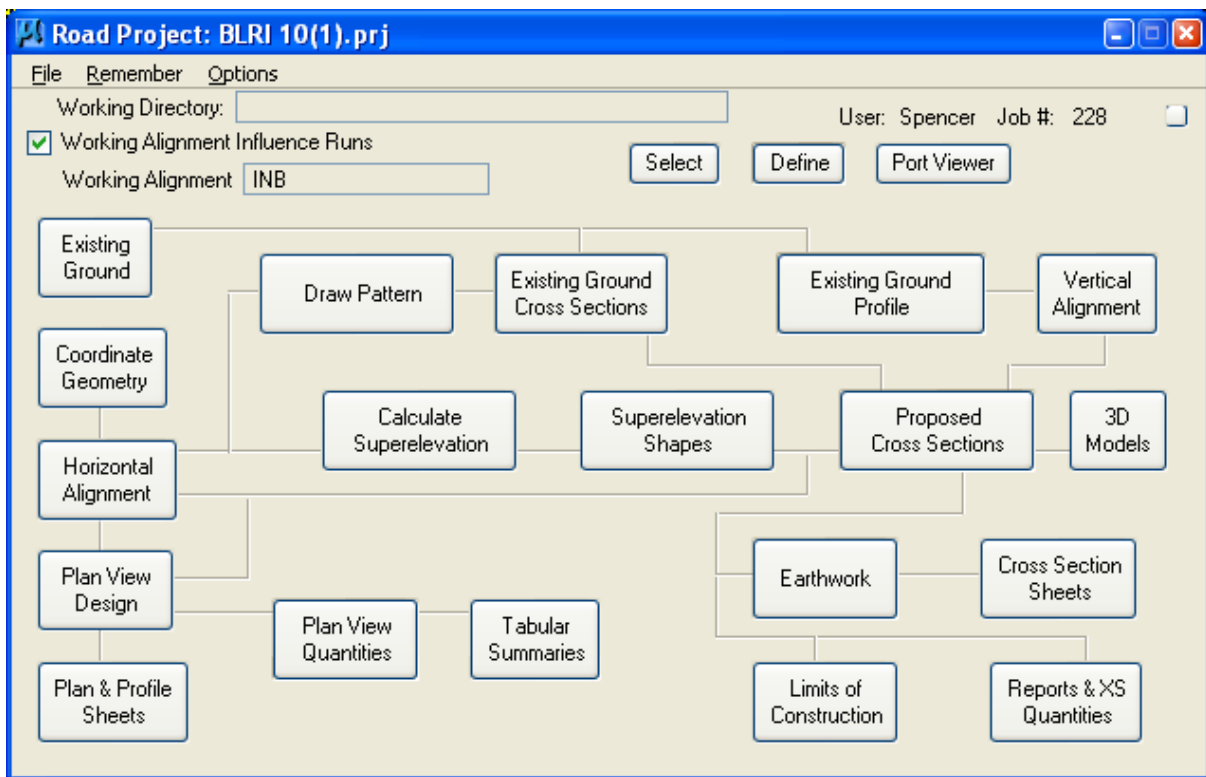 Road Project: BLRI 10(1).prj
File Remember Options
Working Directory:
User: Spencer Job #: 228
Working Alignment Influence Runs
Select Define Port Viewer
Working Alignment INB
Existing
Ground
Draw Pattern
Existing Ground
Cross Sections
Existing Ground
Profile
Vertical
Alignment
Coordinate
Geometry
Calculate
Superelevation
Superelevation
Shapes
Proposed
Cross Sections
3D
Models
Horizontal
Alignment
Plan View
Design
Earthwork
Cross Section
Sheets
Plan View
Quantities
Tabular
Summaries
Plan & Profile
Sheets
Limits of
Construction
Reports & XS
Quantities